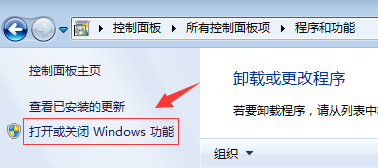 控制面板 ▸ 所有控制面板项 ▸ 程序和功能
控制面板主页
卸载或更改程序
查看已安装的更新
若要卸载程序，请从列表中
打开或关闭 Windows 功能
组织